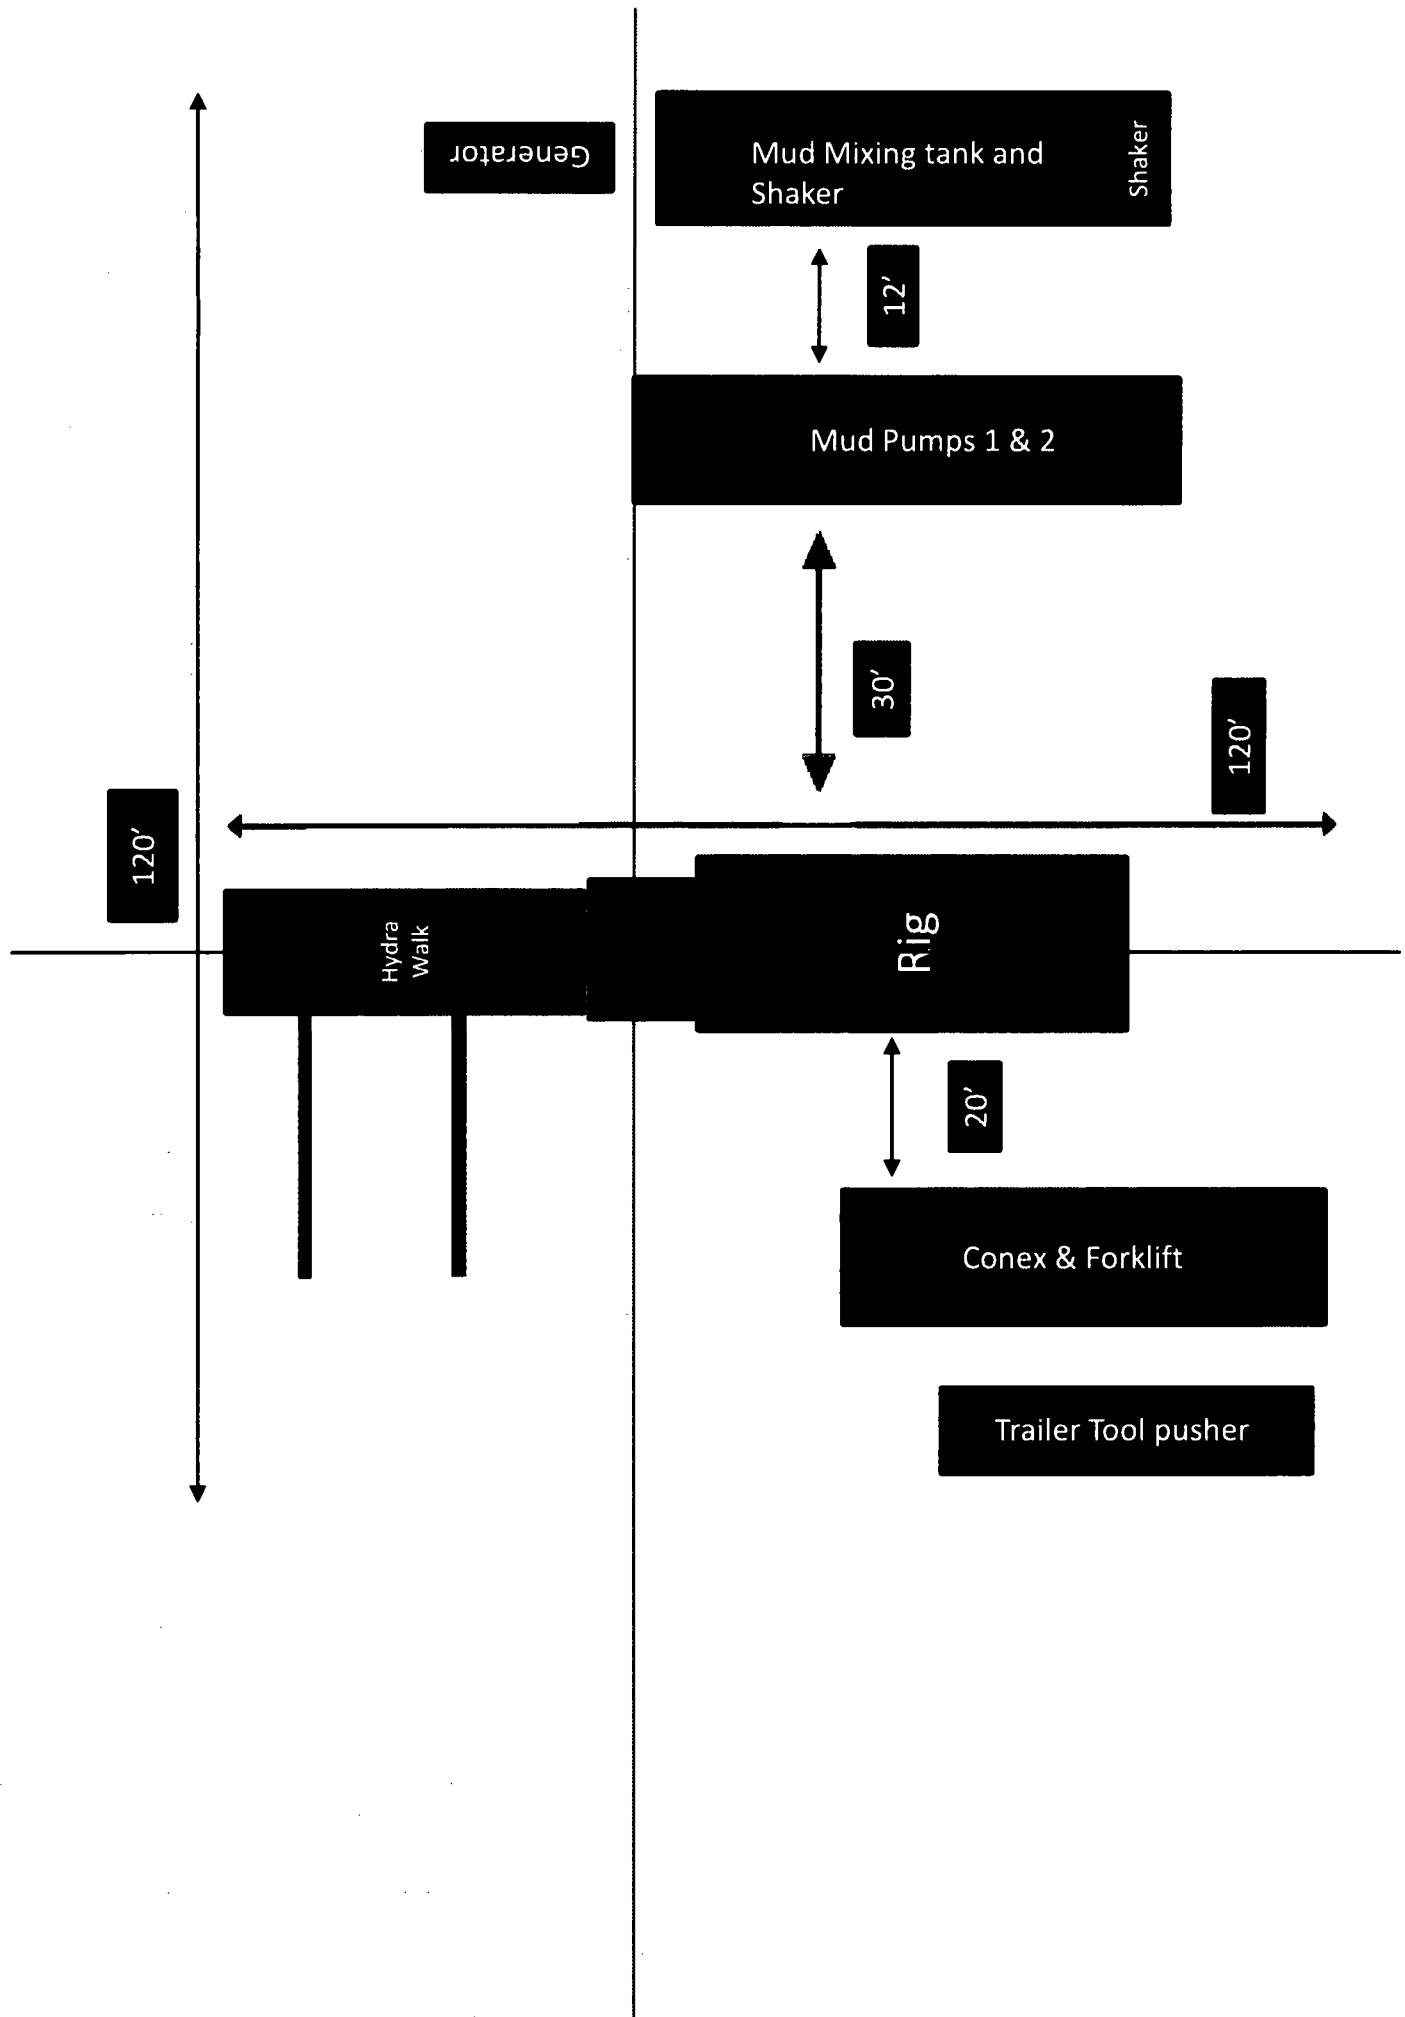 Generator
Mud Mixing tank and
Shaker
Shaker
12’
Mud Pumps 1 & 2
30’
120’
120’
Hydra
Walk
Rig
20’
Conex & Forklift
Trailer Tool pusher